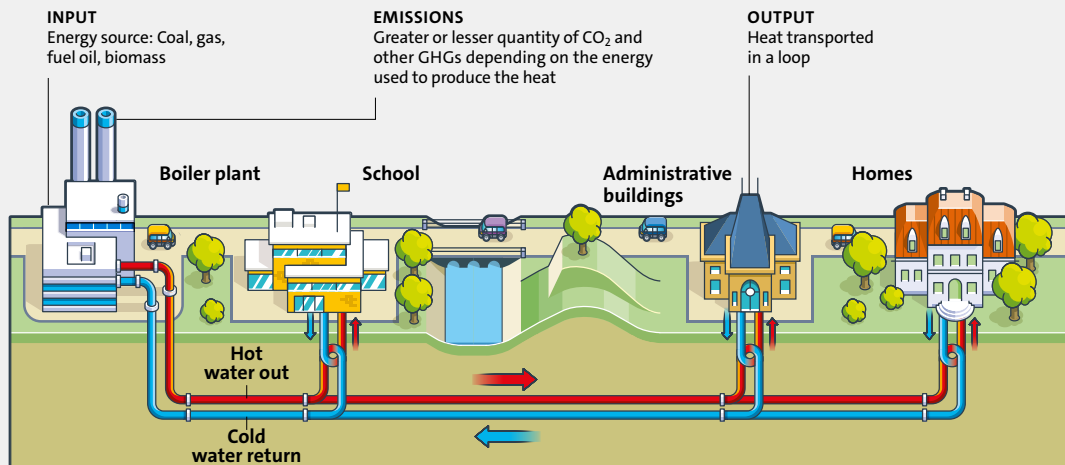 INPUT
Energy source: Coal, gas,
fuel oil, biomass
EMISSIONS
Greater or lesser quantity of CO₂ and
other GHGs depending on the energy
used to produce the heat
OUTPUT
Heat transported
in a loop
Boiler plant
School
Administrative
buildings
Homes
Hot
water out
Cold
water return